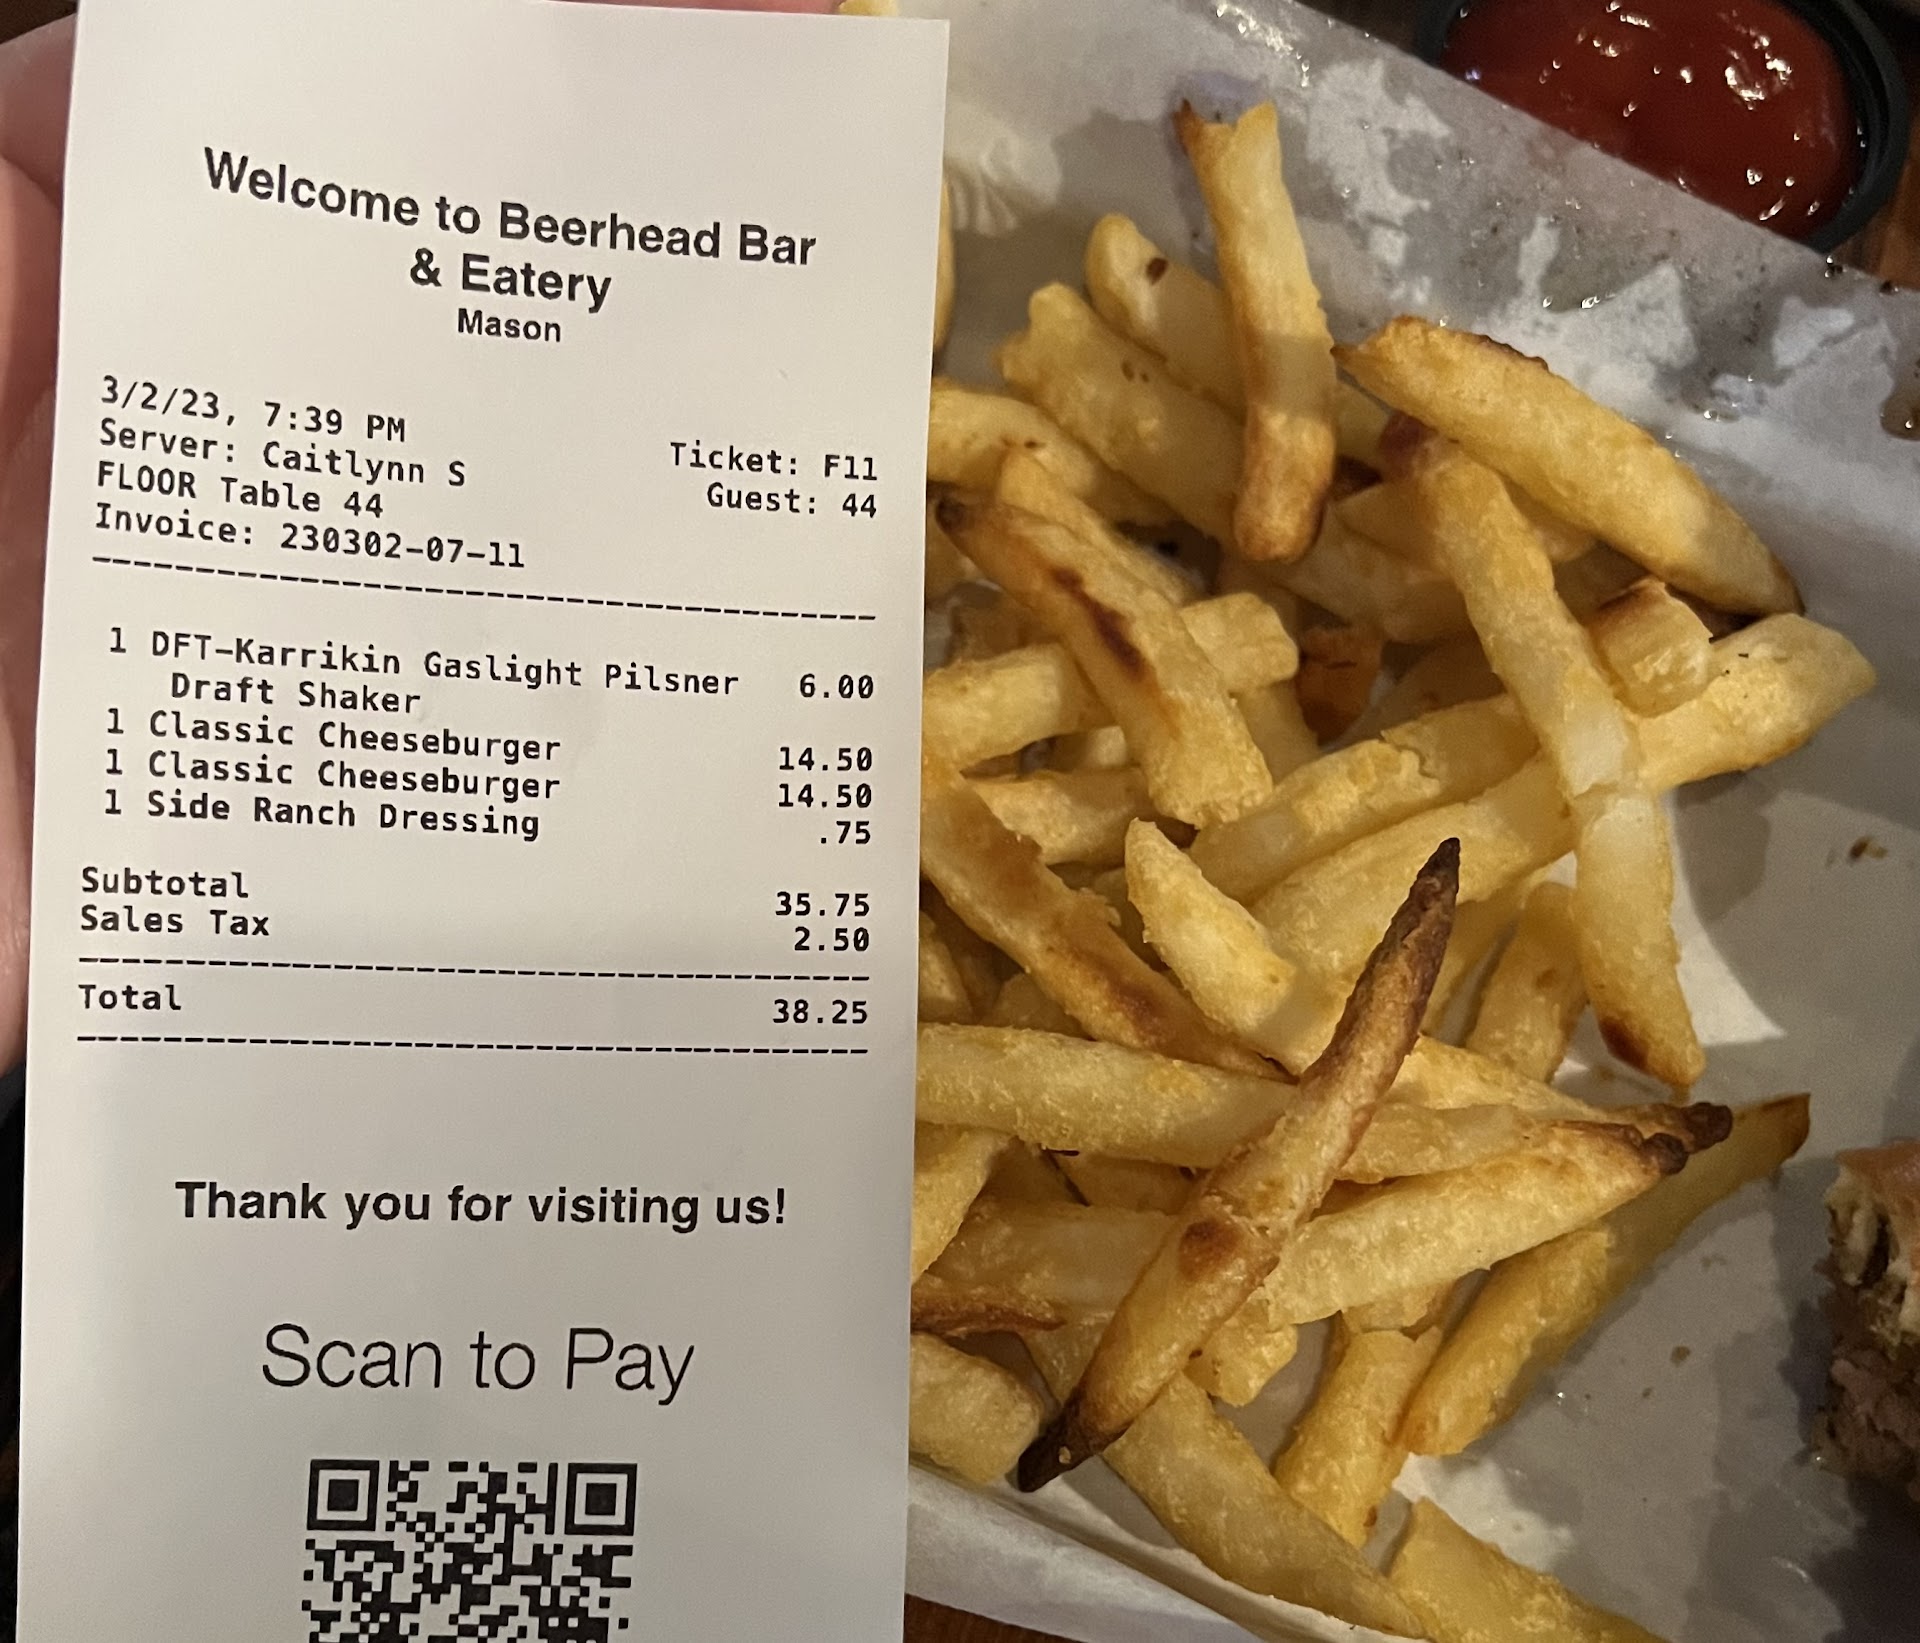 Welcome to Beerhead Bar
& Eatery
Mason
3/2/23, 7:39 PM
Server: Caitlynn S Ticket: F11
FLOOR Table 44 Guest: 44
Invoice: 230302-07-11
1 DFT-Karrikin Gaslight Pilsner 6.00
Draft Shaker
1 Classic Cheeseburger 14.50
1 Classic Cheeseburger 14.50
1 Side Ranch Dressing .75
Subtotal 35.75
Sales Tax 2.50
Total 38.25
Thank you for visiting us!
Scan to Pay